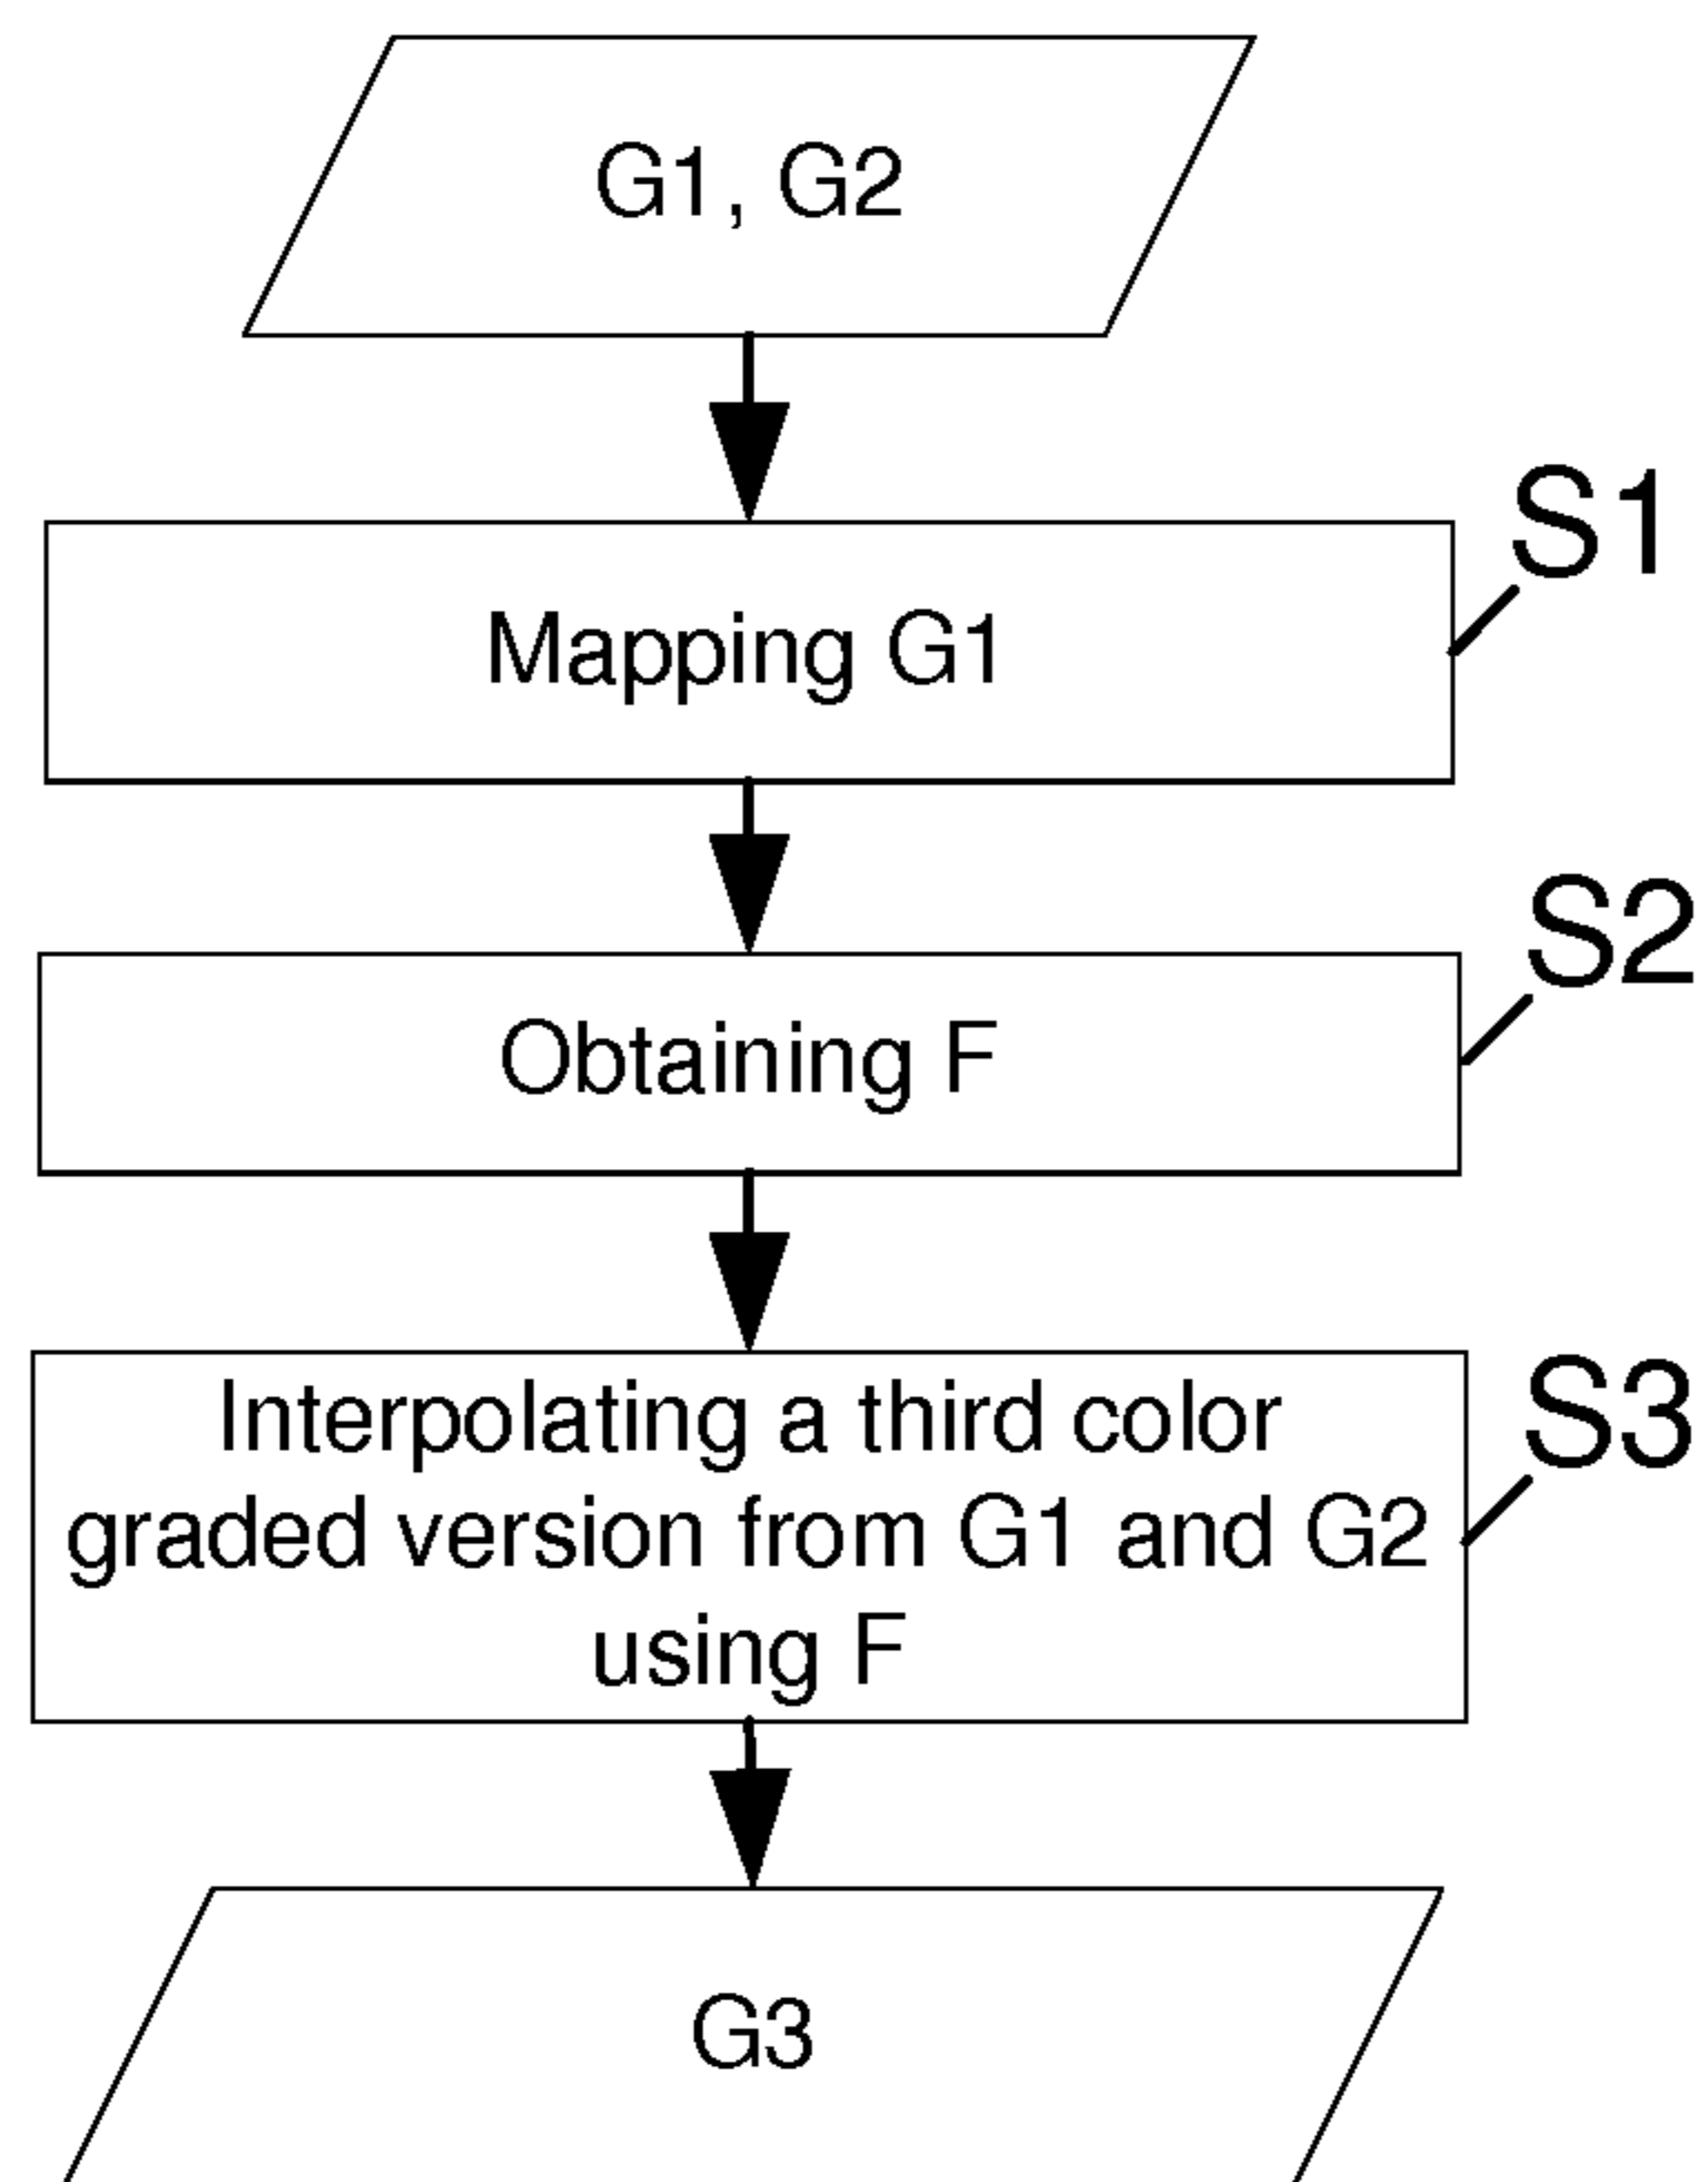 G1, G2
S1
Mapping G1
S2
Obtaining F
S3
Interpolating a third color
graded version from G1 and G2
using F
G3